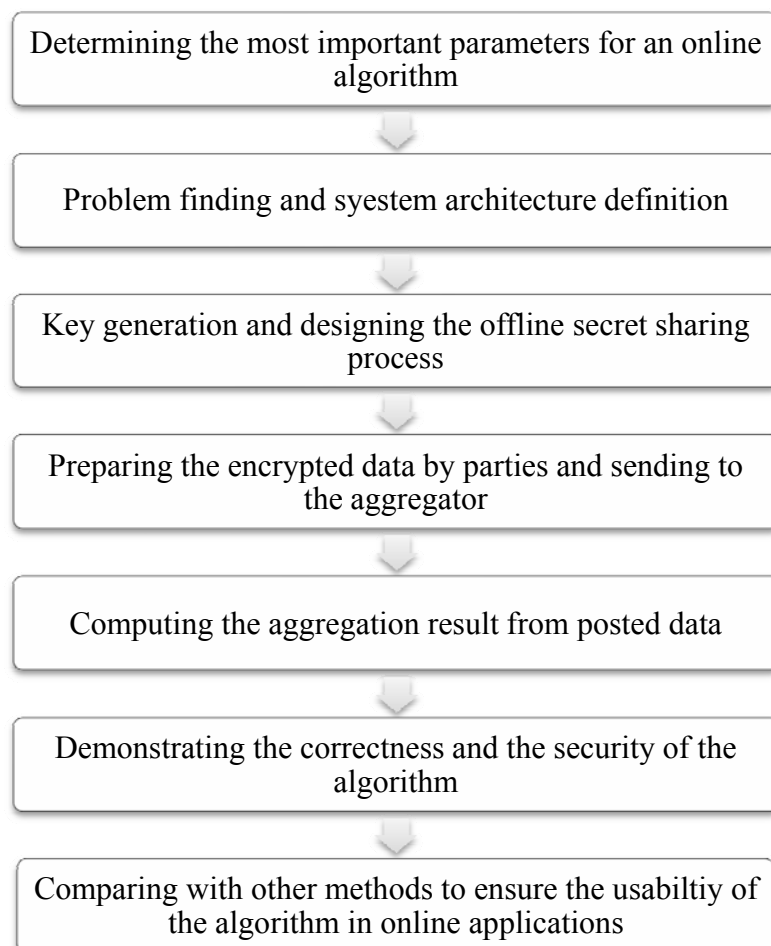 Determining the most important parameters for an online
algorithm
Problem finding and syestem architecture definition
Key generation and designing the offline secret sharing
process
Preparing the encrypted data by parties and sending to
the aggregator
Computing the aggregation result from posted data
Demonstrating the correctness and the security of the
algorithm
Comparing with other methods to ensure the usabiltiy of
the algorithm in online applications